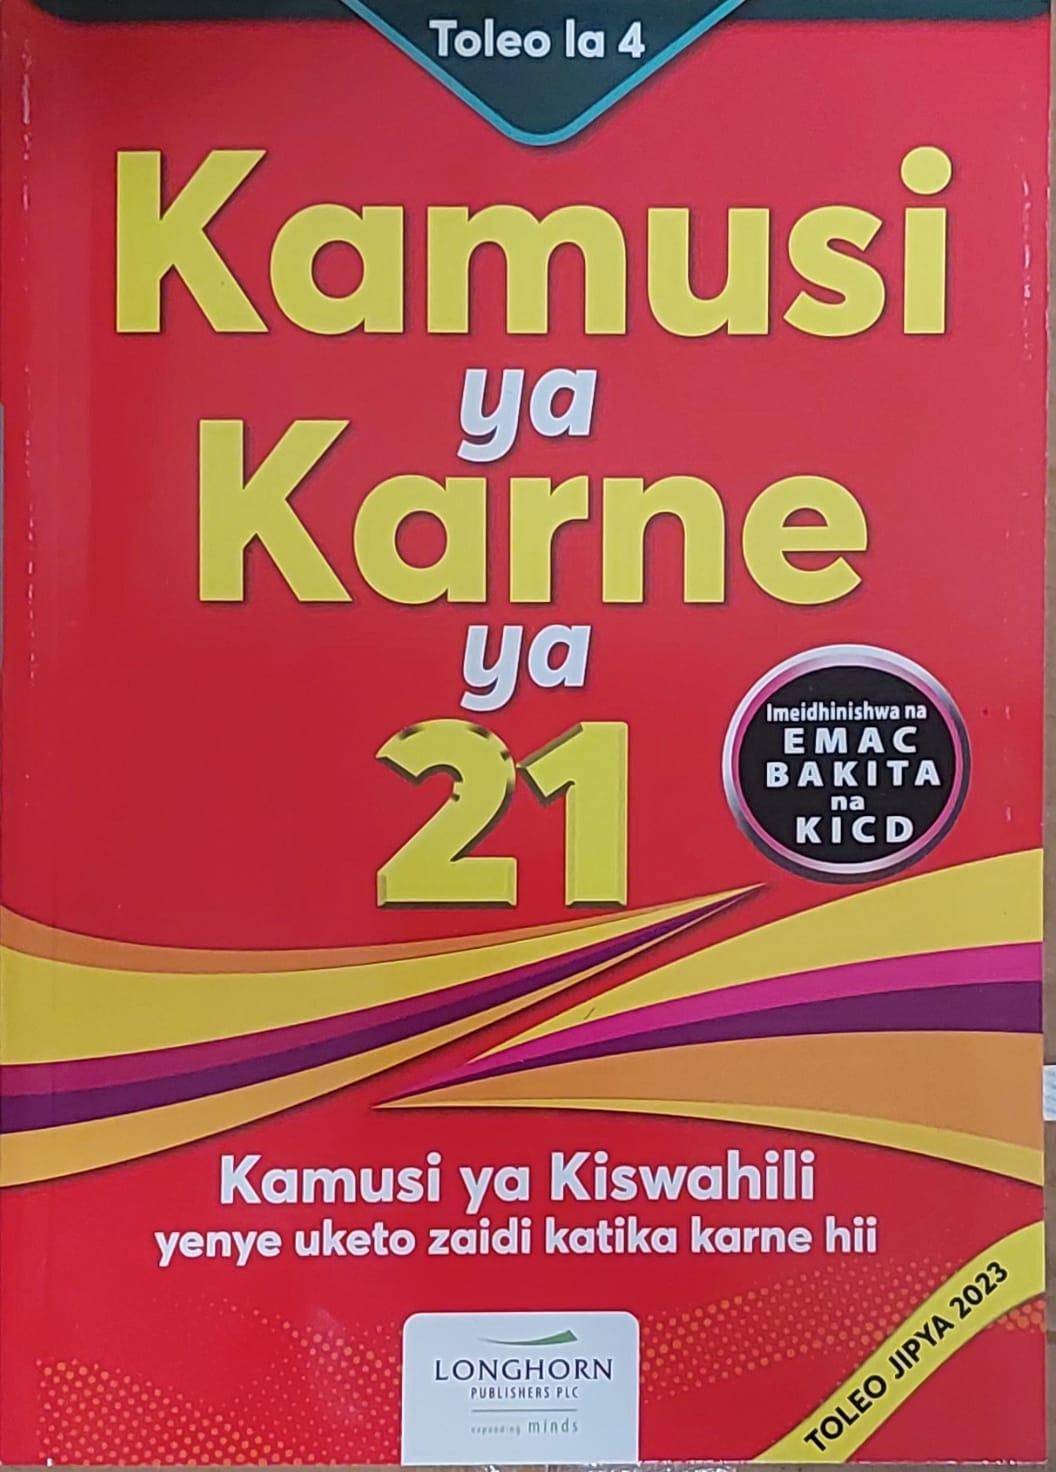 Toleo la 4
Kamusi
ya
Karne
ya
21
Imeidhinishwa na
EMAC
BAKITA
na
KICD
Kamusi ya Kiswahili
yenye uketo zaidi katika karne hii
TOLEO JIPYA 2023
LONGHORN
PUBLISHERS PLC
expanding minds